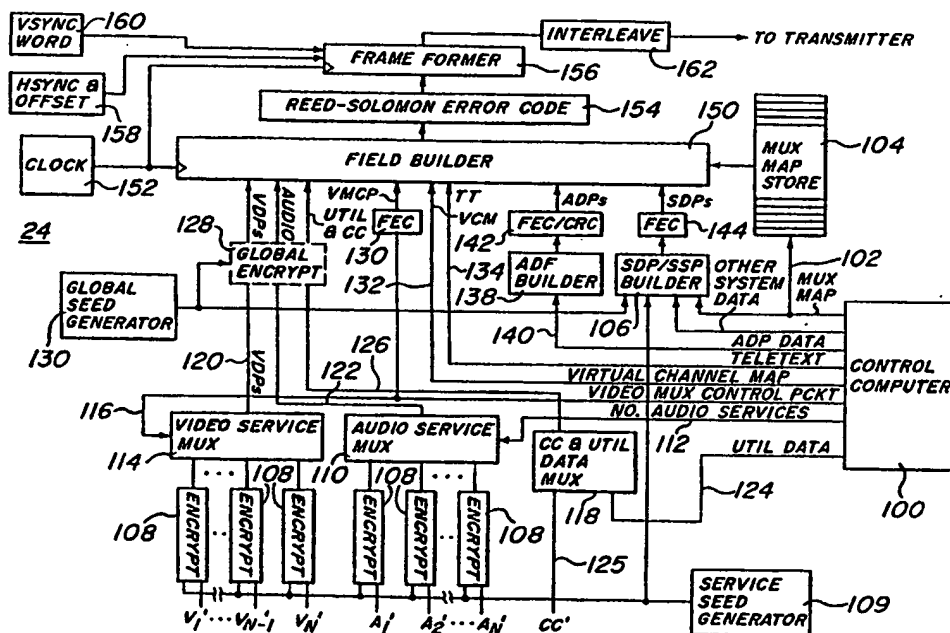 VSYNC
WORD
160
HSYNC &
OFFSET
158
FRAME FORMER
156
INTERLEAVE
162
TO TRANSMITTER
REED-SOLOMON ERROR CODE
154
150
104
MUX
MAP
STORE
CLOCK
152
FIELD BUILDER
24
VDPs
AUDIO
UTIL
& CC
VMCP
TT
VCM
ADPs
SDPs
128
GLOBAL
ENCRYPT
FEC
130
132
134
142
FEC/CRC
FEC
144
102
GLOBAL
SEED
GENERATOR
130
138
ADF
BUILDER
140
SDP/SSP
BUILDER
106
OTHER
SYSTEM
DATA
MUX
MAP
ADP DATA
TELETEXT
VIRTUAL CHANNEL MAP
VIDEO MUX CONTROL PCKT
NO. AUDIO SERVICES
112
UTIL DATA
124
CONTROL
COMPUTER
100
120
VDPs
122
126
116
VIDEO SERVICE
MUX
114
AUDIO SERVICE
MUX
110
CC & UTIL
DATA
MUX
118
125
108
108
108
108
ENCRYPT
...
ENCRYPT
ENCRYPT
ENCRYPT
ENCRYPT
...
ENCRYPT
V1' ... VN-1' VN' A1' A2' ... AN' CC'
SERVICE
SEED
GENERATOR
109